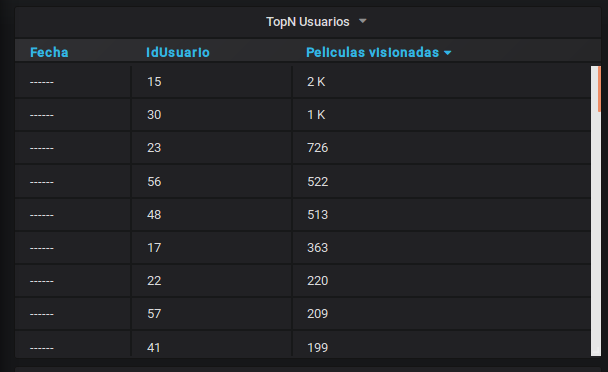 TopN Usuarios
Fecha IdUsuario Peliculas visionadas
------ 15 2 K
------ 30 1 K
------ 23 726
------ 56 522
------ 48 513
------ 17 363
------ 22 220
------ 57 209
------ 41 199